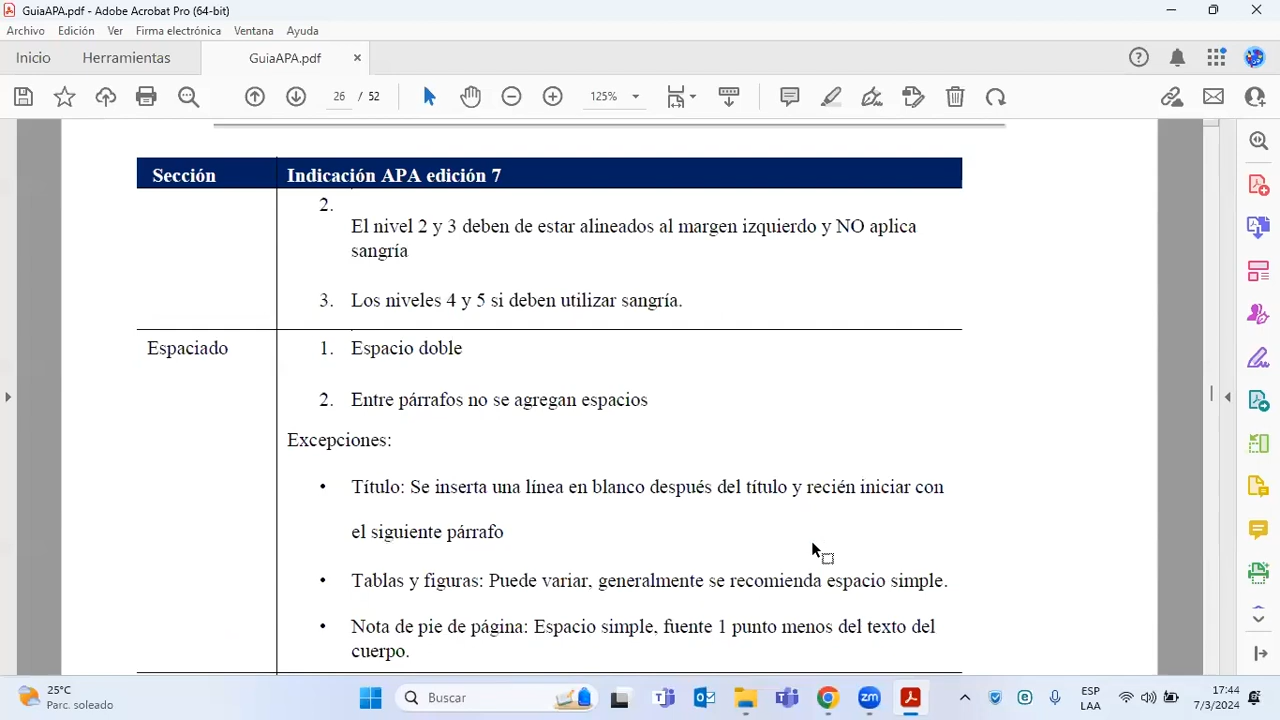 GuiaAPA.pdf - Adobe Acrobat Pro (64-bit)
Archivo Edición Ver Firma electrónica Ventana Ayuda
Inicio Herramientas GuiaAPA.pdf ×
26 / 52 125%
Sección Indicación APA edición 7
2.
El nivel 2 y 3 deben de estar alineados al margen izquierdo y NO aplica
sangría
3. Los niveles 4 y 5 si deben utilizar sangría.
Espaciado 1. Espacio doble
2. Entre párrafos no se agregan espacios
Excepciones:
• Título: Se inserta una línea en blanco después del título y recién iniciar con
el siguiente párrafo
• Tablas y figuras: Puede variar, generalmente se recomienda espacio simple.
• Nota de pie de página: Espacio simple, fuente 1 punto menos del texto del
cuerpo.
25°C
Parc. soleado
Buscar
zm
ESP
LAA
17:44
7/3/2024